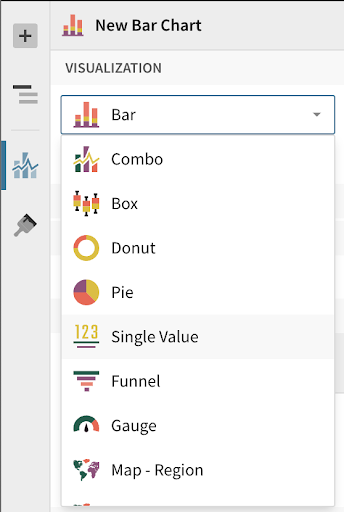 New Bar Chart
VISUALIZATION
Bar
Combo
Box
Donut
Pie
123
Single Value
Funnel
Gauge
Map - Region